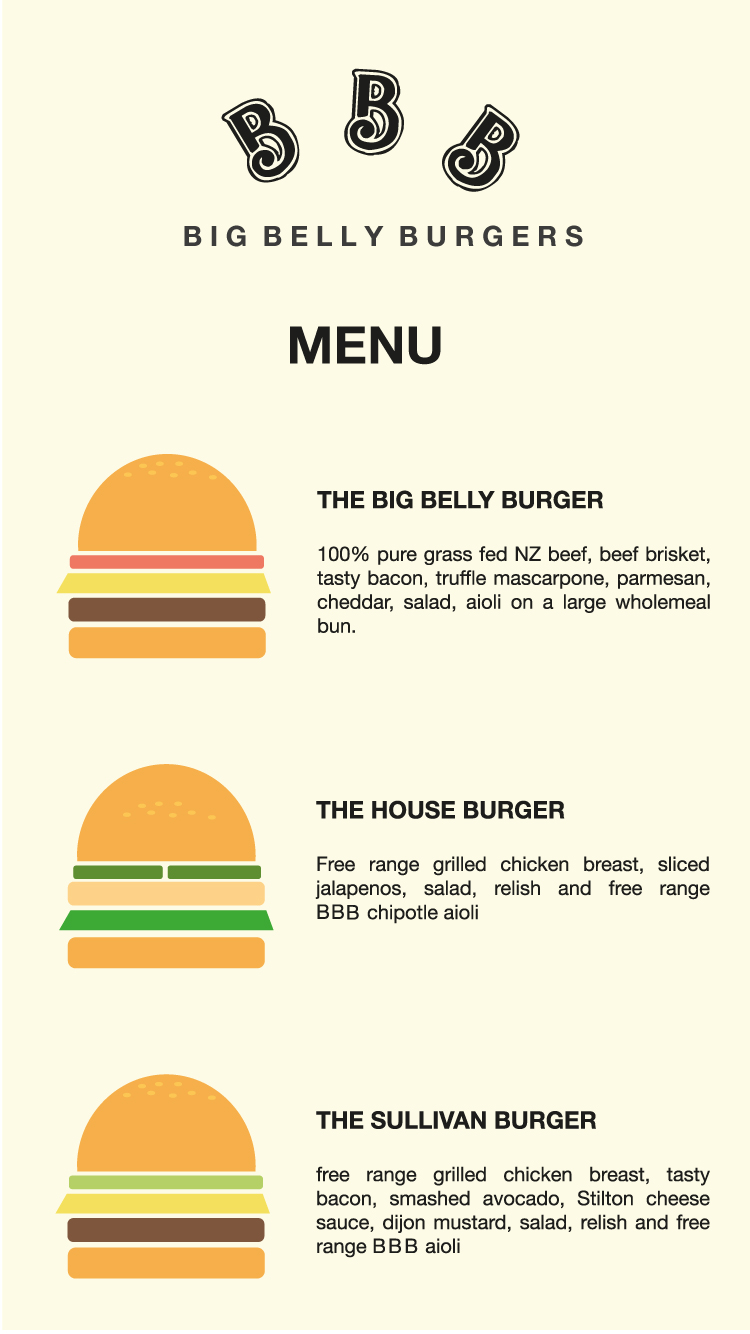 B B B
BIG BELLY BURGERS
MENU
THE BIG BELLY BURGER
100% pure grass fed NZ beef, beef brisket,
tasty bacon, truffle mascarpone, parmesan,
cheddar, salad, aioli on a large wholemeal
bun.
THE HOUSE BURGER
Free range grilled chicken breast, sliced
jalapenos, salad, relish and free range
BBB chipotle aioli
THE SULLIVAN BURGER
free range grilled chicken breast, tasty
bacon, smashed avocado, Stilton cheese
sauce, dijon mustard, salad, relish and free
range BBB aioli